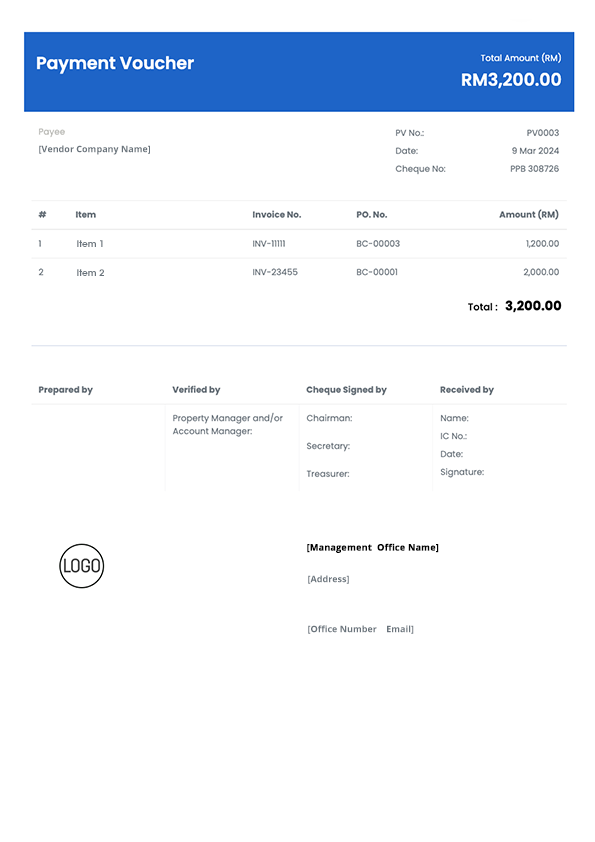 Payment Voucher
Total Amount (RM)
RM3,200.00
Payee
[Vendor Company Name]
PV No.: PV0003
Date: 9 Mar 2024
Cheque No: PPB 308726
# Item Invoice No. PO. No. Amount (RM)
1 Item 1 INV-11111 BC-00003 1,200.00
2 Item 2 INV-23455 BC-00001 2,000.00
Total : 3,200.00
Prepared by Verified by Cheque Signed by Received by
Property Manager and/or
Account Manager:
Chairman:
Secretary:
Treasurer:
Name:
IC No.:
Date:
Signature:
LOGO
[Management Office Name]
[Address]
[Office Number Email]